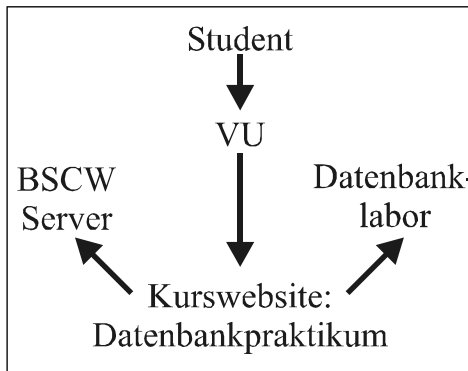 Student
VU
BSCW
Server
Datenbank-
labor
Kurswebsite:
Datenbankpraktikum